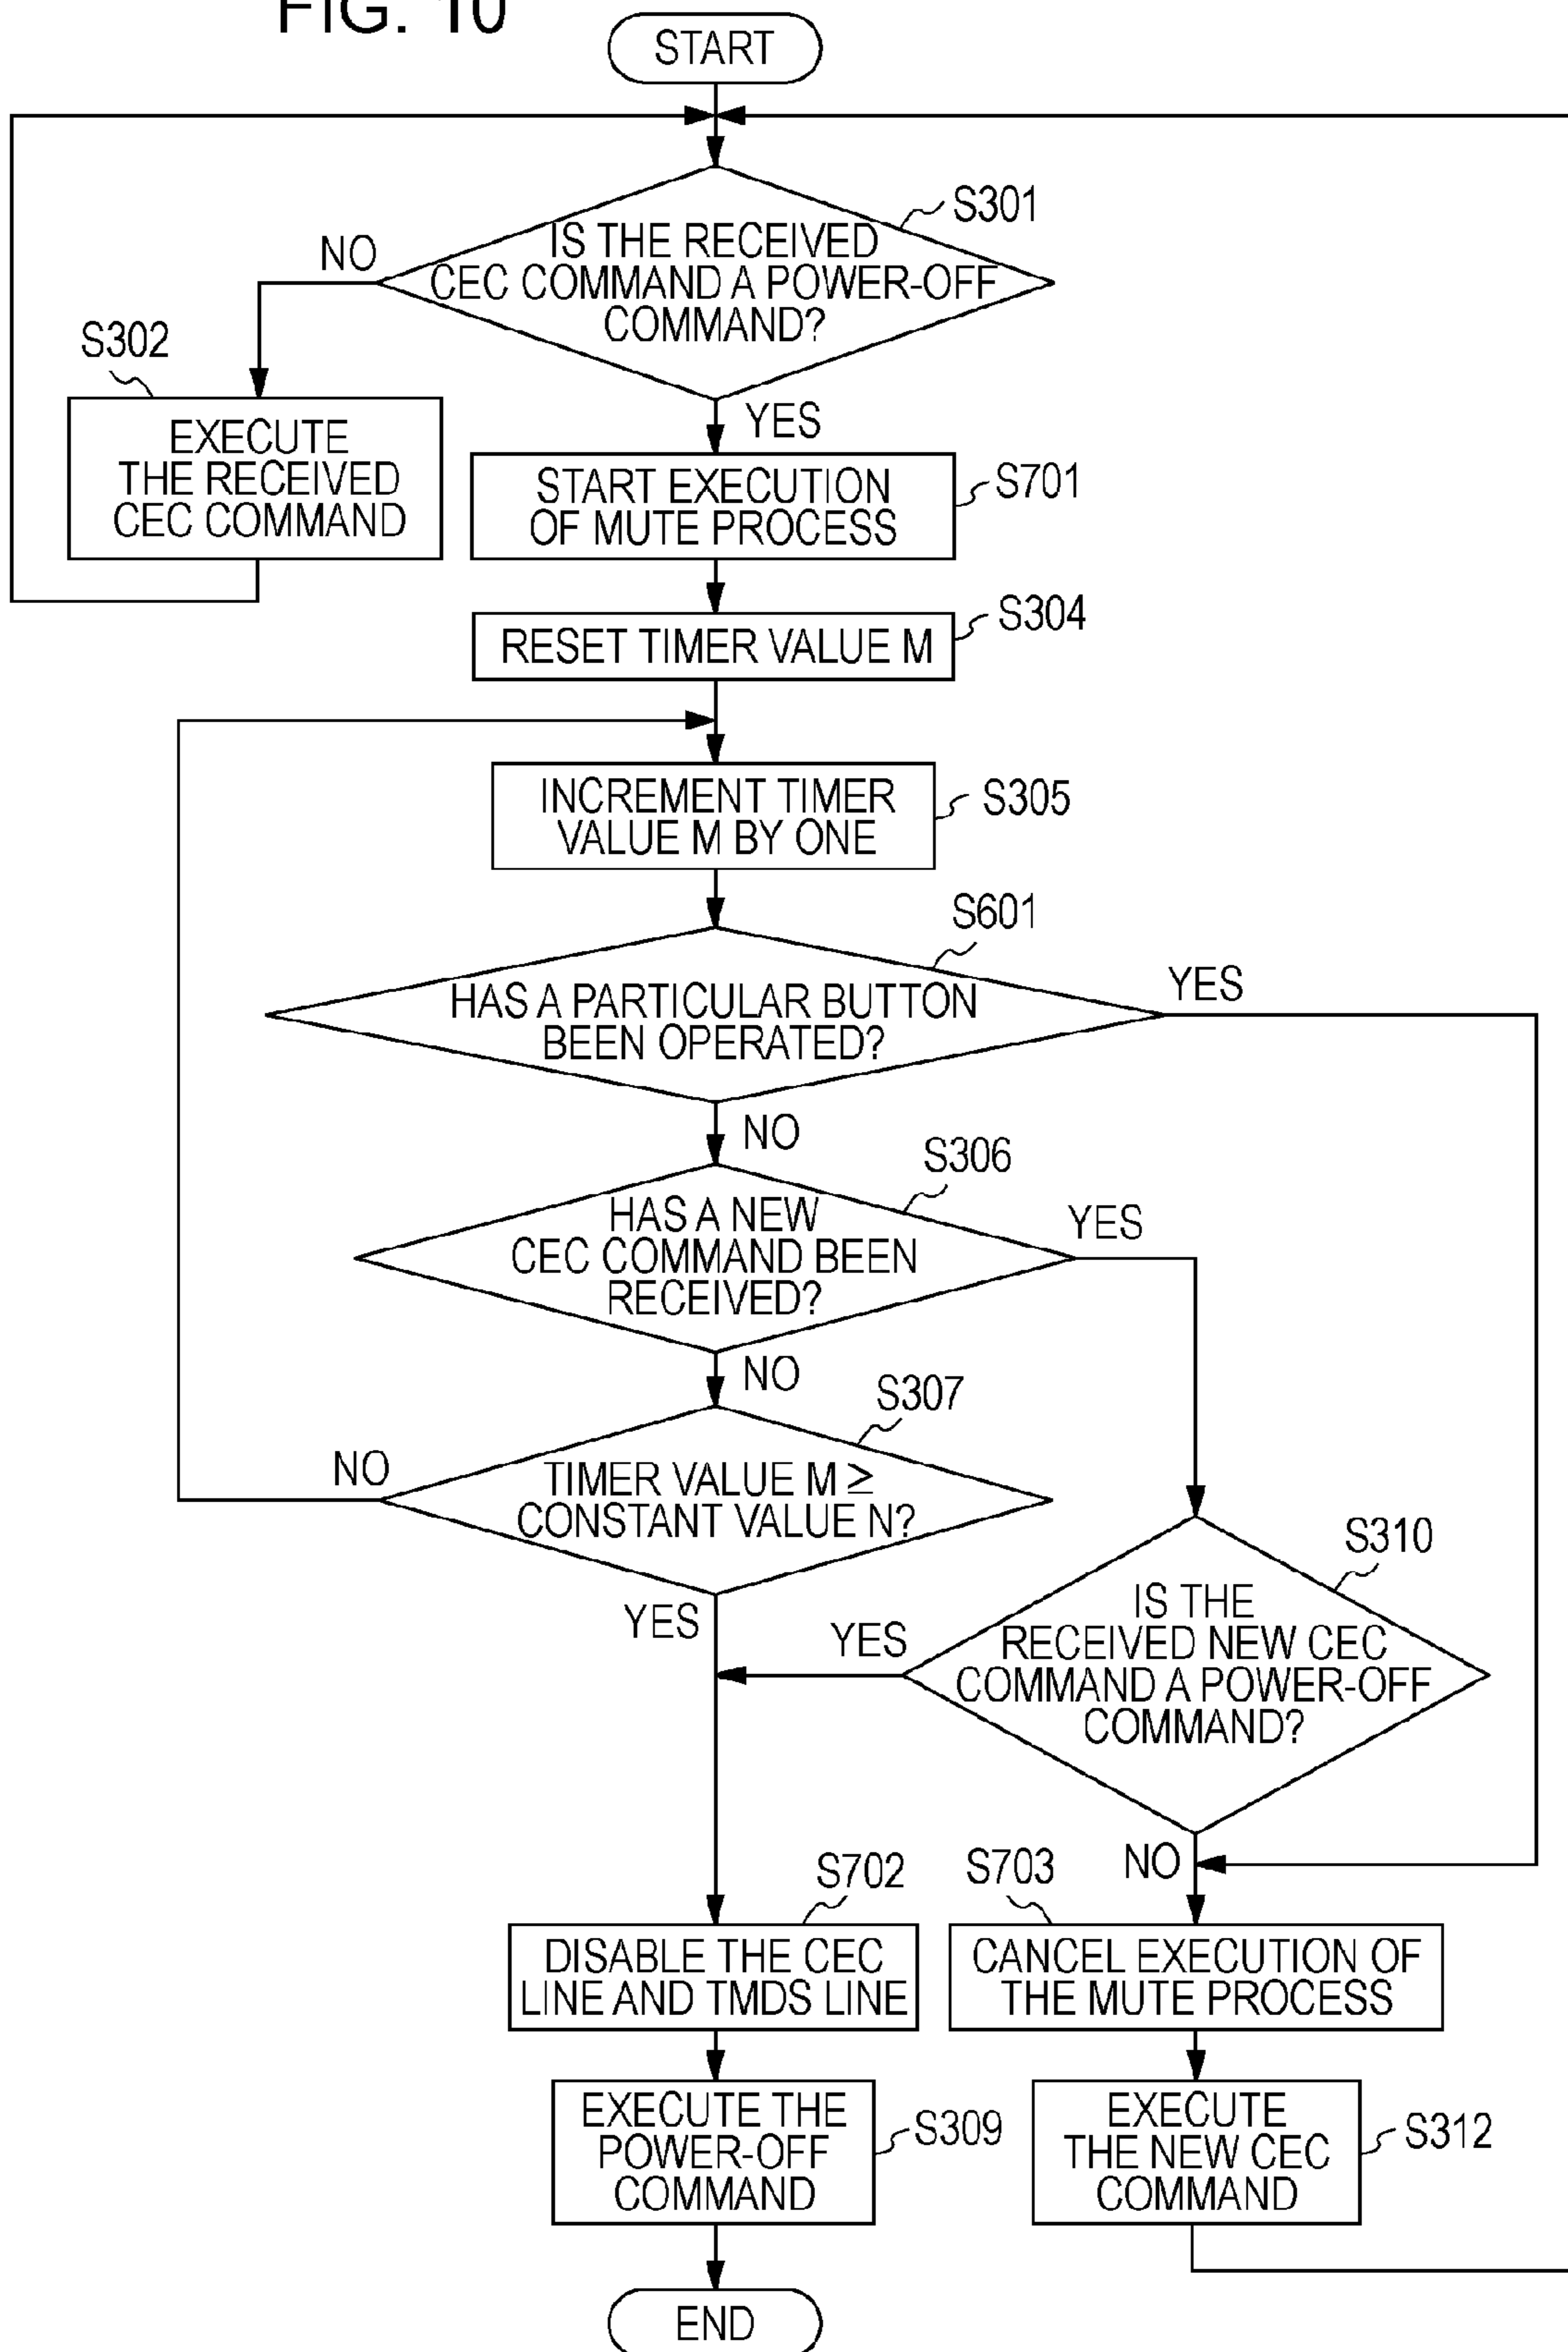 FIG. 10
START
S301
IS THE RECEIVED
CEC COMMAND A POWER-OFF
COMMAND?
NO
YES
S302
EXECUTE
THE RECEIVED
CEC COMMAND
START EXECUTION
OF MUTE PROCESS
S701
RESET TIMER VALUE M
S304
INCREMENT TIMER
VALUE M BY ONE
S305
S601
HAS A PARTICULAR BUTTON
BEEN OPERATED?
YES
NO
S306
HAS A NEW
CEC COMMAND BEEN
RECEIVED?
YES
NO
S307
TIMER VALUE M ≥
CONSTANT VALUE N?
NO
YES
S310
IS THE
RECEIVED NEW CEC
COMMAND A POWER-OFF
COMMAND?
YES
NO
S702
DISABLE THE CEC
LINE AND TMDS LINE
S703
CANCEL EXECUTION OF
THE MUTE PROCESS
EXECUTE THE
POWER-OFF
COMMAND
S309
EXECUTE
THE NEW CEC
COMMAND
S312
END